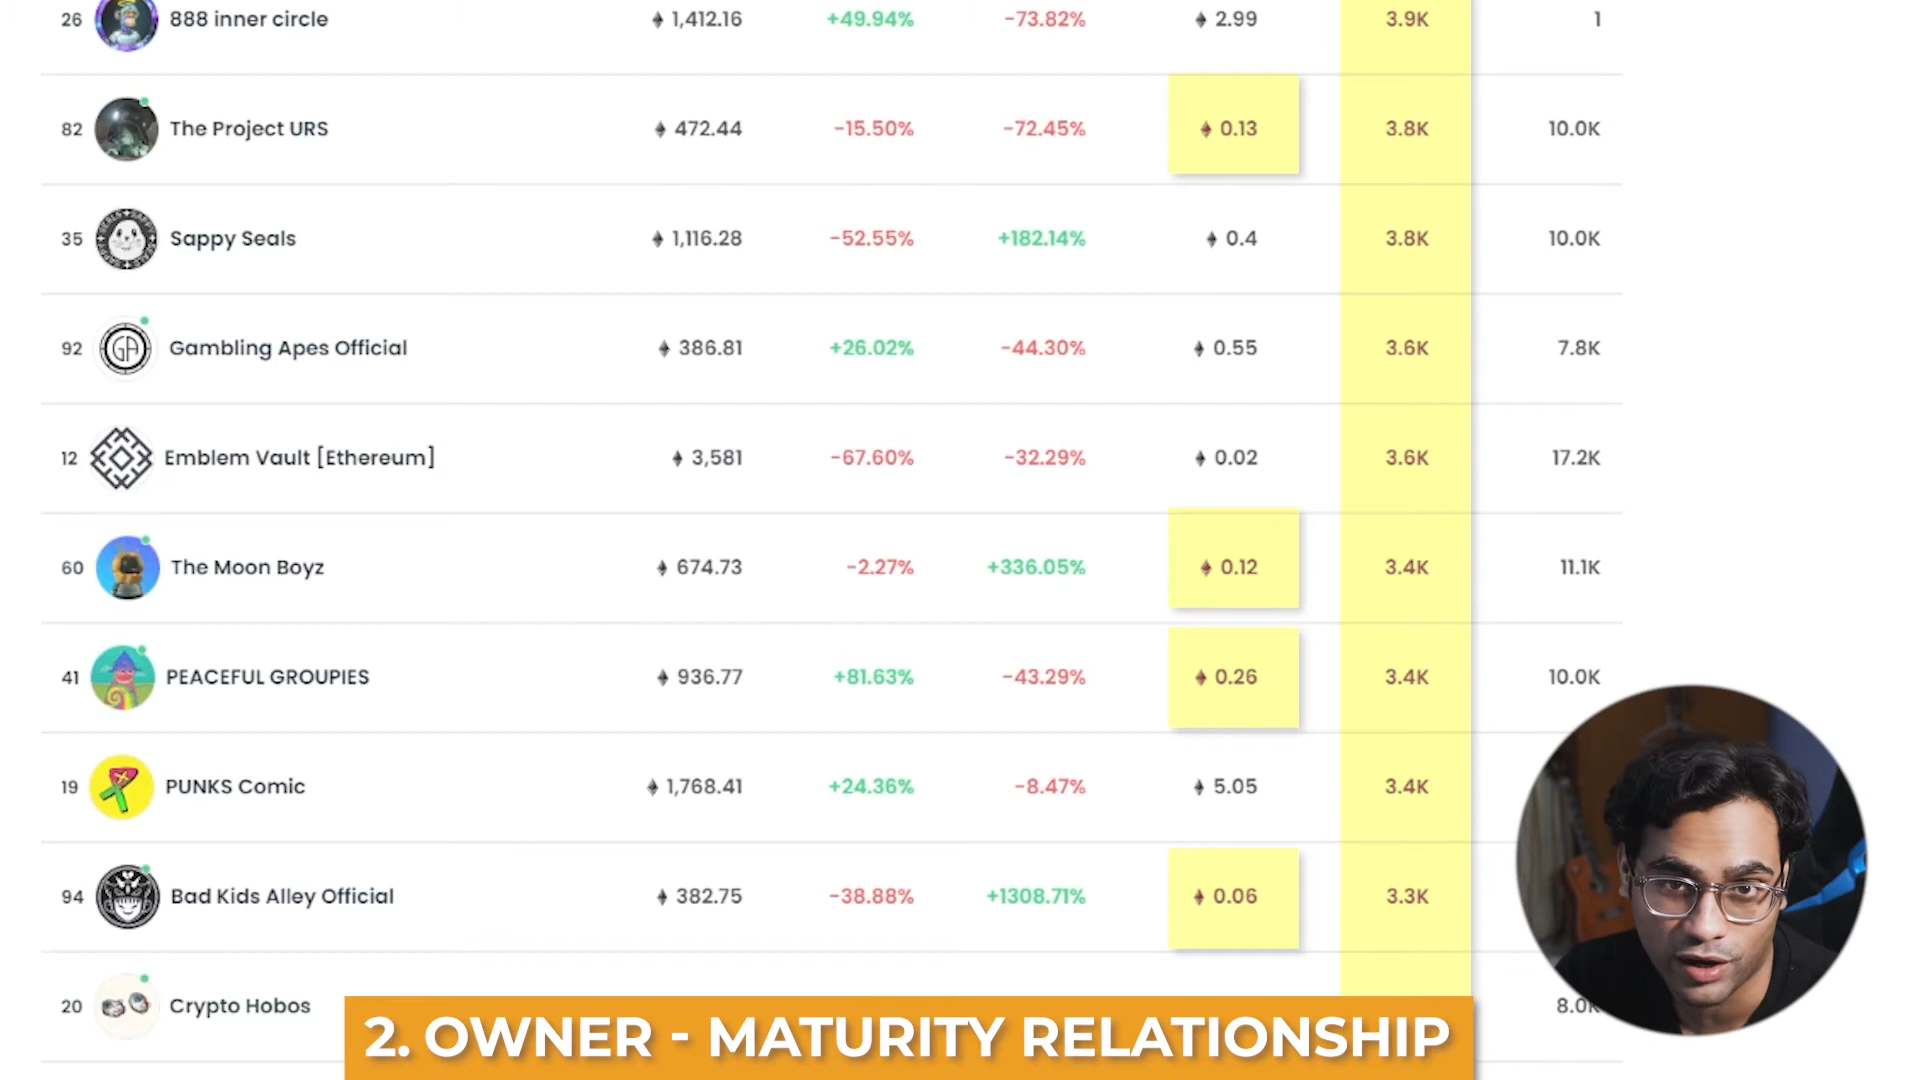 26 888 inner circle 1,412.16 +49.94% -73.82% 2.99 3.9K 1
82 The Project URS 472.44 -15.50% -72.45% 0.13 3.8K 10.0K
35 Sappy Seals 1,116.28 -52.55% +182.14% 0.4 3.8K 10.0K
92 GA Gambling Apes Official 386.81 +26.02% -44.30% 0.55 3.6K 7.8K
12 Emblem Vault [Ethereum] 3,581 -67.60% -32.29% 0.02 3.6K 17.2K
60 The Moon Boyz 674.73 -2.27% +336.05% 0.12 3.4K 11.1K
41 PEACEFUL GROUPIES 936.77 +81.63% -43.29% 0.26 3.4K 10.0K
19 PUNKS Comic 1,768.41 +24.36% -8.47% 5.05 3.4K
94 Bad Kids Alley Official 382.75 -38.88% +1308.71% 0.06 3.3K
20 Crypto Hobos 8.0K
2. OWNER - MATURITY RELATIONSHIP